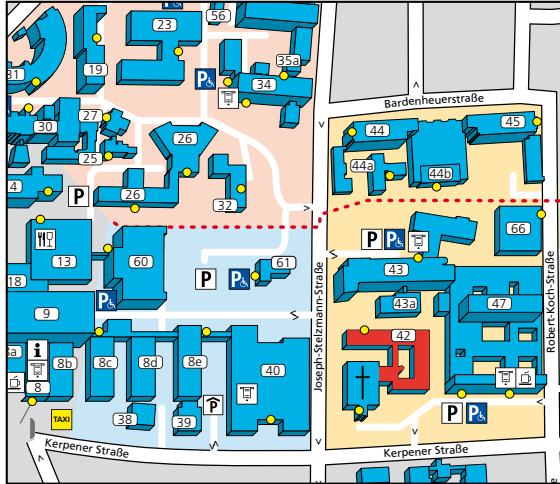 56
23
35a
31
19
34
Bardenheuerstraße
27
30
26
44
45
25
44a
44b
4
26
32
66
13
60
61
43
18
43a
47
9
42
Joseph-Stelzmann-Straße
Robert-Koch-Straße
8b
8c
8d
8e
40
8
TAXI
38
39
Kerpener Straße
Kerpener Straße
P
P
P
P
P
P
P
P
P
P
i